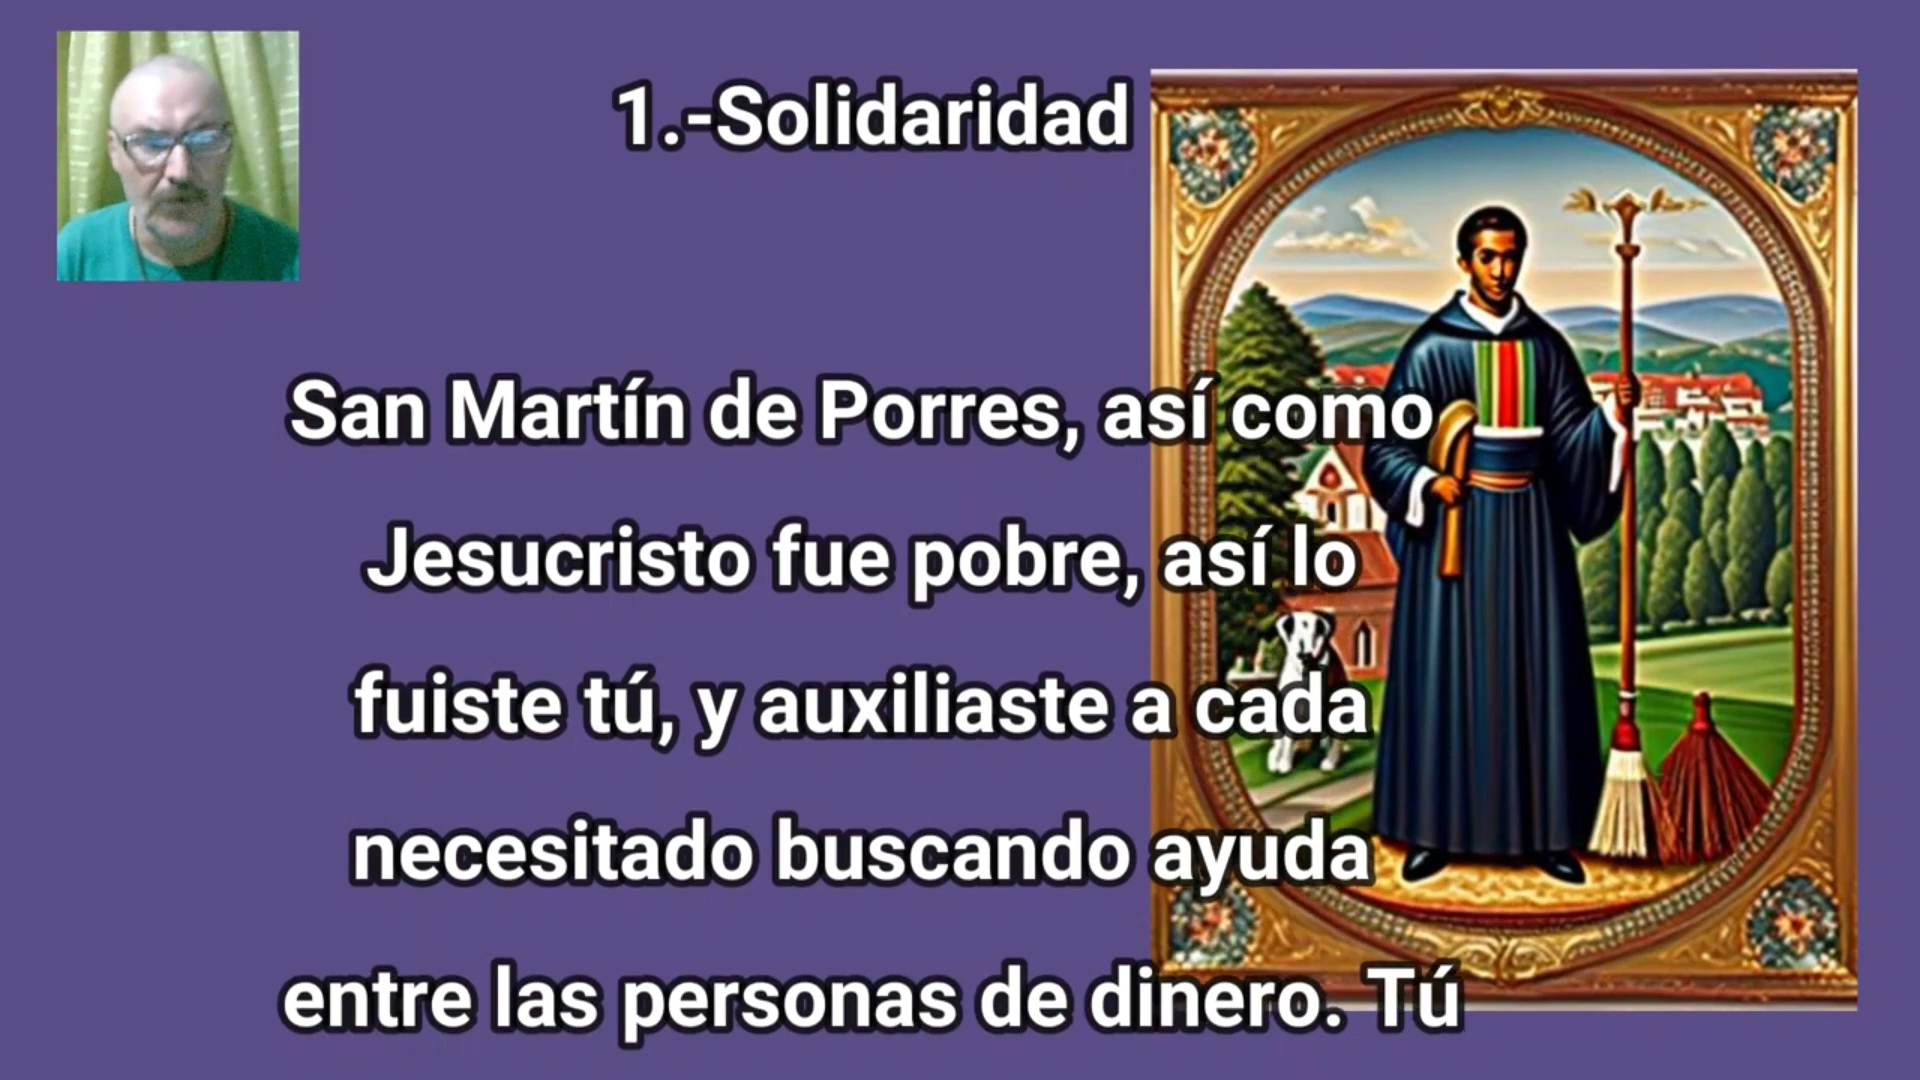 1.-Solidaridad
San Martín de Porres, así como
Jesucristo fue pobre, así lo
fuiste tú, y auxiliaste a cada
necesitado buscando ayuda
entre las personas de dinero. Tú